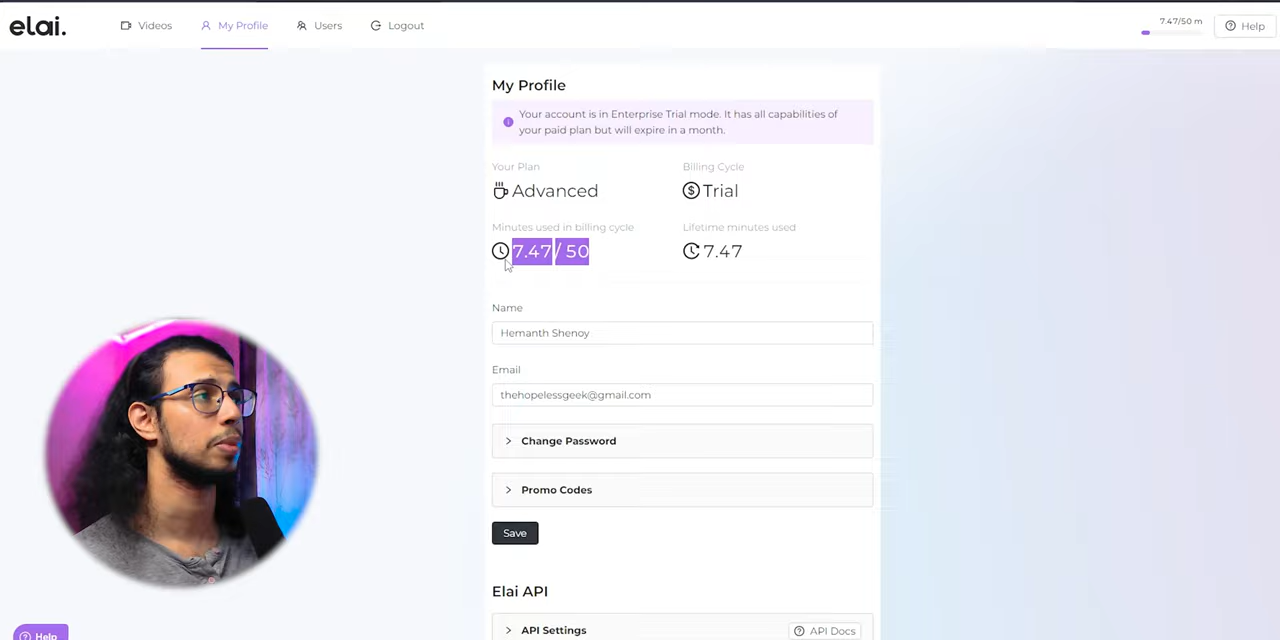 elai.
Videos
My Profile
Users
Logout
7.47/50 m
Help
My Profile
Your account is in Enterprise Trial mode. It has all capabilities of
your paid plan but will expire in a month.
Your Plan
Billing Cycle
Advanced
Trial
Minutes used in billing cycle
Lifetime minutes used
7.47/ 50
7.47
Name
Hemanth Shenoy
Email
thehopelessgeek@gmail.com
Change Password
Promo Codes
Save
Elai API
API Settings
API Docs
Help